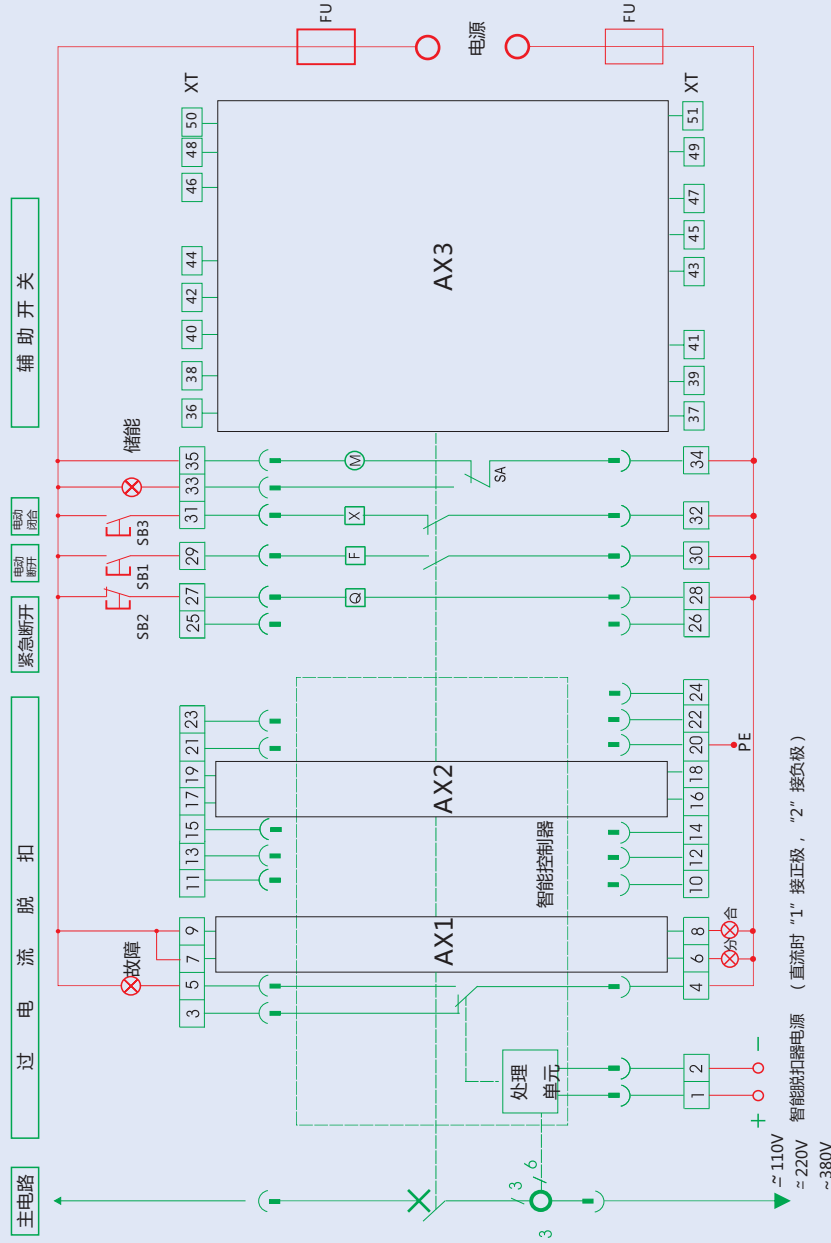 主电路
过电流脱扣
紧急断开
电动
断开
电动
闭合
辅助开关
故障
SB2
SB1
SB3
储能
XT
FU
3
5
7
9
11
13
15
17
19
21
23
25
27
29
31
33
35
36
38
40
42
44
46
48
50
Q
F
X
M
SA
电源
AX1
AX2
AX3
智能控制器
处理
单元
3
6
3
1
2
4
6
8
10
12
14
16
18
20
22
24
26
28
30
32
34
37
39
41
43
45
47
49
51
XT
FU
分
合
PE
+
−
智能脱扣器电源 （直流时“1”接正极，“2”接负极）
≃110V
≃220V
~380V